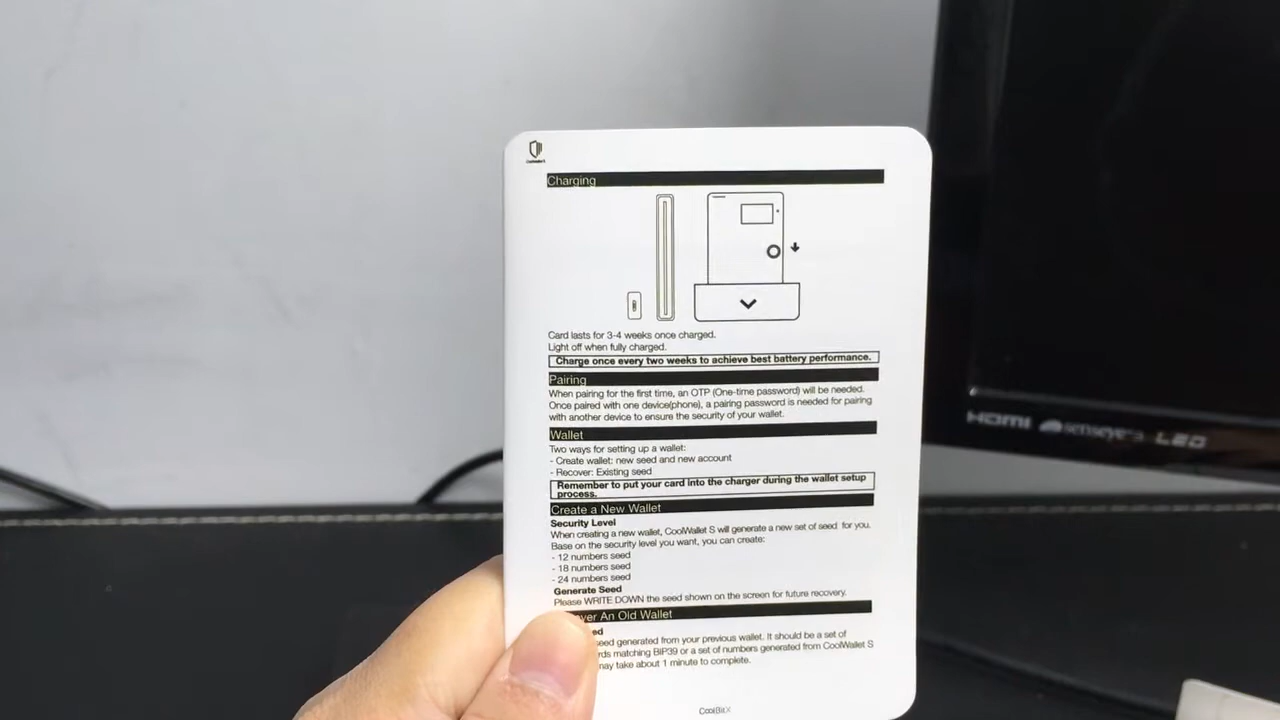 Charging
Card lasts for 3-4 weeks once charged.
Light off when fully charged.
Charge once every two weeks to achieve best battery performance.
Pairing
When pairing for the first time, an OTP (One-time password) will be needed.
Once paired with one device(phone), a pairing password is needed for pairing
with another device to ensure the security of your wallet.
Wallet
Two ways for setting up a wallet:
- Create wallet: new seed and new account
- Recover: Existing seed
Remember to put your card into the charger during the wallet setup
process.
Create a New Wallet
Security Level
When creating a new wallet, CoolWallet S will generate a new set of seed for you.
Base on the security level you want, you can create:
- 12 numbers seed
- 18 numbers seed
- 24 numbers seed
Generate Seed
Please WRITE DOWN the seed shown on the screen for future recovery.
ver An Old Wallet
ed
seed generated from your previous wallet. It should be a set of
rds matching BIP39 or a set of numbers generated from CoolWallet S
may take about 1 minute to complete.
CoolBitX
HDMI senseye3 LED